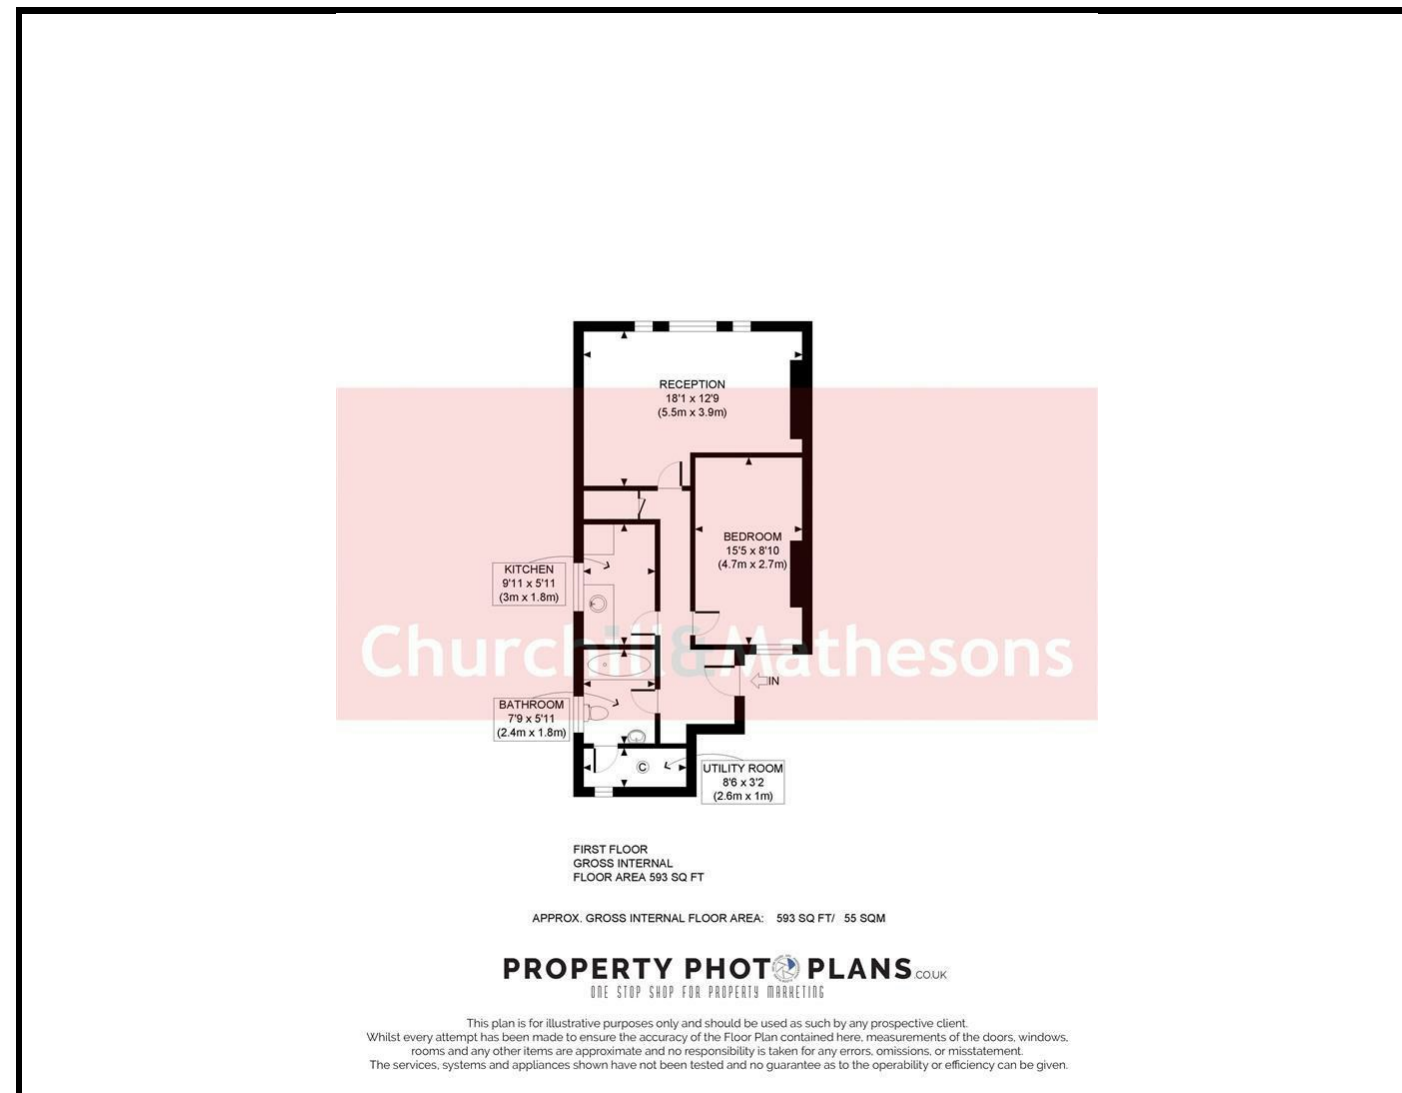 RECEPTION
18'1 x 12'9
(5.5m x 3.9m)
BEDROOM
15'5 x 8'10
(4.7m x 2.7m)
KITCHEN
9'11 x 5'11
(3m x 1.8m)
Churchill&Mathesons
IN
BATHROOM
7'9 x 5'11
(2.4m x 1.8m)
C
UTILITY ROOM
8'6 x 3'2
(2.6m x 1m)
FIRST FLOOR
GROSS INTERNAL
FLOOR AREA 593 SQ FT
APPROX. GROSS INTERNAL FLOOR AREA: 593 SQ FT/ 55 SQM
PROPERTY PHOTO PLANS.CO.UK
ONE STOP SHOP FOR PROPERTY MARKETING
This plan is for illustrative purposes only and should be used as such by any prospective client.
Whilst every attempt has been made to ensure the accuracy of the Floor Plan contained here, measurements of the doors, windows,
rooms and any other items are approximate and no responsibility is taken for any errors, omissions, or misstatement.
The services, systems and appliances shown have not been tested and no guarantee as to the operability or efficiency can be given.